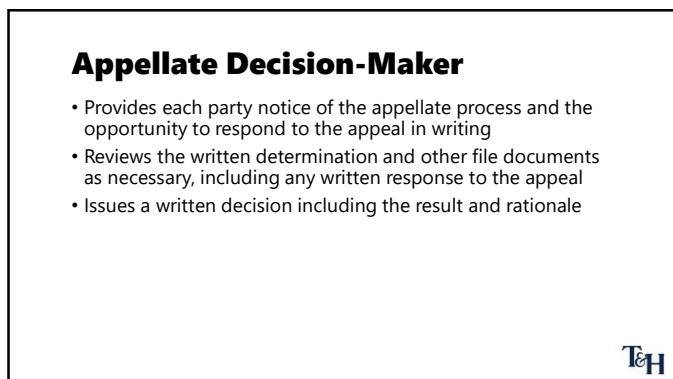 Appellate Decision-Maker
• Provides each party notice of the appellate process and the
opportunity to respond to the appeal in writing
• Reviews the written determination and other file documents
as necessary, including any written response to the appeal
• Issues a written decision including the result and rationale
T&H